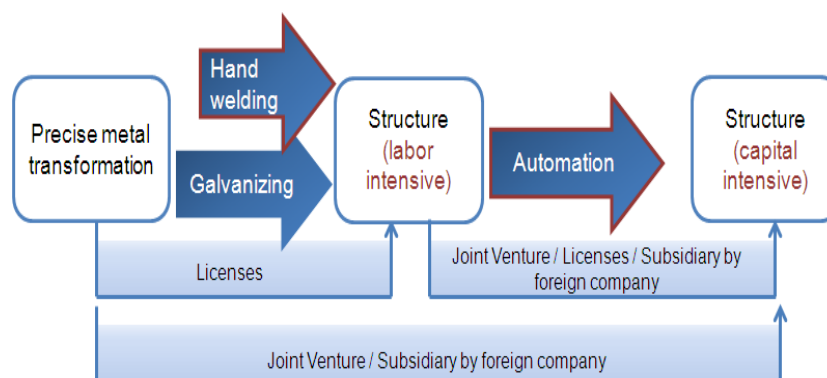 Precise metal
transformation
Hand
welding
Galvanizing
Structure
(labor
intensive)
Automation
Structure
(capital
intensive)
Licenses
Joint Venture / Licenses / Subsidiary by
foreign company
Joint Venture / Subsidiary by foreign company